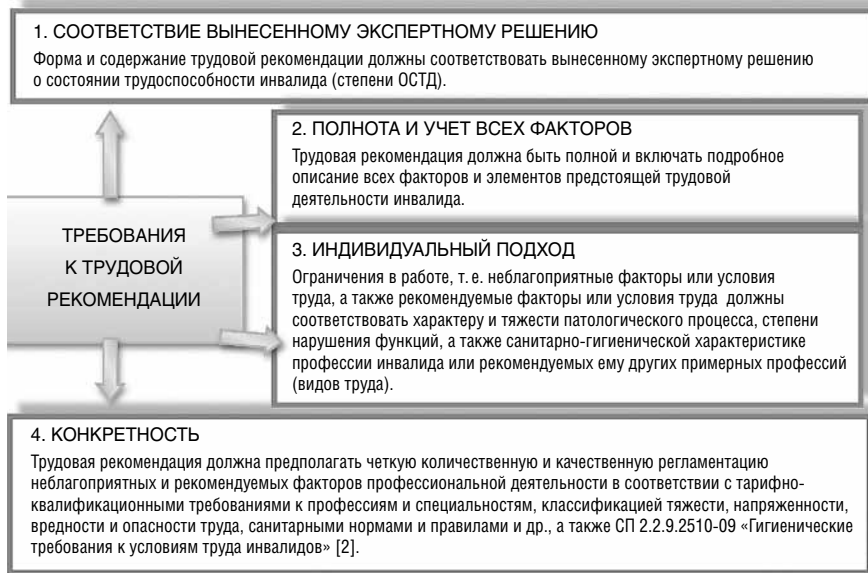 1. СООТВЕТСТВИЕ ВЫНЕСЕННОМУ ЭКСПЕРТНОМУ РЕШЕНИЮ
Форма и содержание трудовой рекомендации должны соответствовать вынесенному экспертному решению
о состоянии трудоспособности инвалида (степени ОСТД).
2. ПОЛНОТА И УЧЕТ ВСЕХ ФАКТОРОВ
Трудовая рекомендация должна быть полной и включать подробное
описание всех факторов и элементов предстоящей трудовой
деятельности инвалида.
ТРЕБОВАНИЯ
К ТРУДОВОЙ
РЕКОМЕНДАЦИИ
3. ИНДИВИДУАЛЬНЫЙ ПОДХОД
Ограничения в работе, т. е. неблагоприятные факторы или условия
труда, а также рекомендуемые факторы или условия труда должны
соответствовать характеру и тяжести патологического процесса, степени
нарушения функций, а также санитарно-гигиенической характеристике
профессии инвалида или рекомендуемых ему других примерных профессий
(видов труда).
4. КОНКРЕТНОСТЬ
Трудовая рекомендация должна предполагать четкую количественную и качественную регламентацию
неблагоприятных и рекомендуемых факторов профессиональной деятельности в соответствии с тарифно-
квалификационными требованиями к профессиям и специальностям, классификацией тяжести, напряженности,
вредности и опасности труда, санитарными нормами и правилами и др., а также СП 2.2.9.2510-09 «Гигиенические
требования к условиям труда инвалидов» [2].